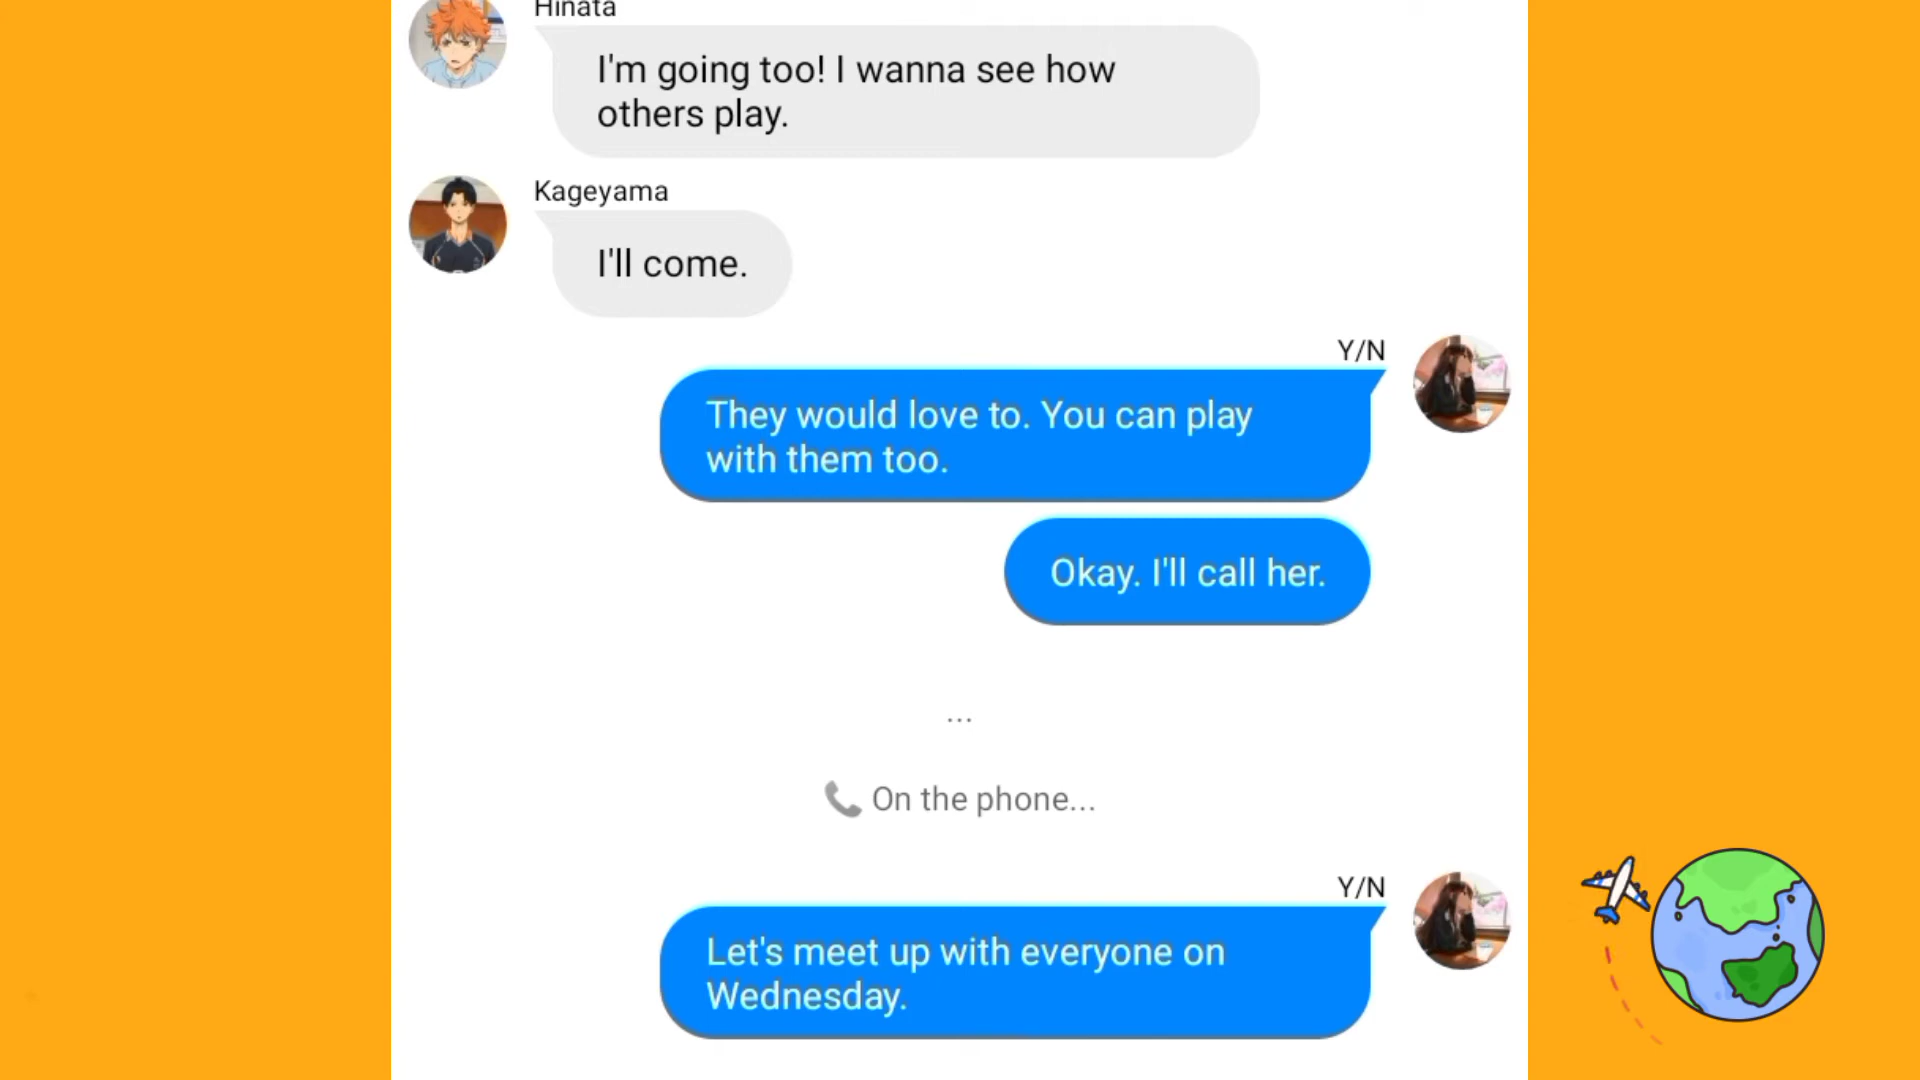 Hinata
I'm going too! I wanna see how
others play.
Kageyama
I'll come.
Y/N
They would love to. You can play
with them too.
Okay. I'll call her.
...
On the phone...
Y/N
Let's meet up with everyone on
Wednesday.